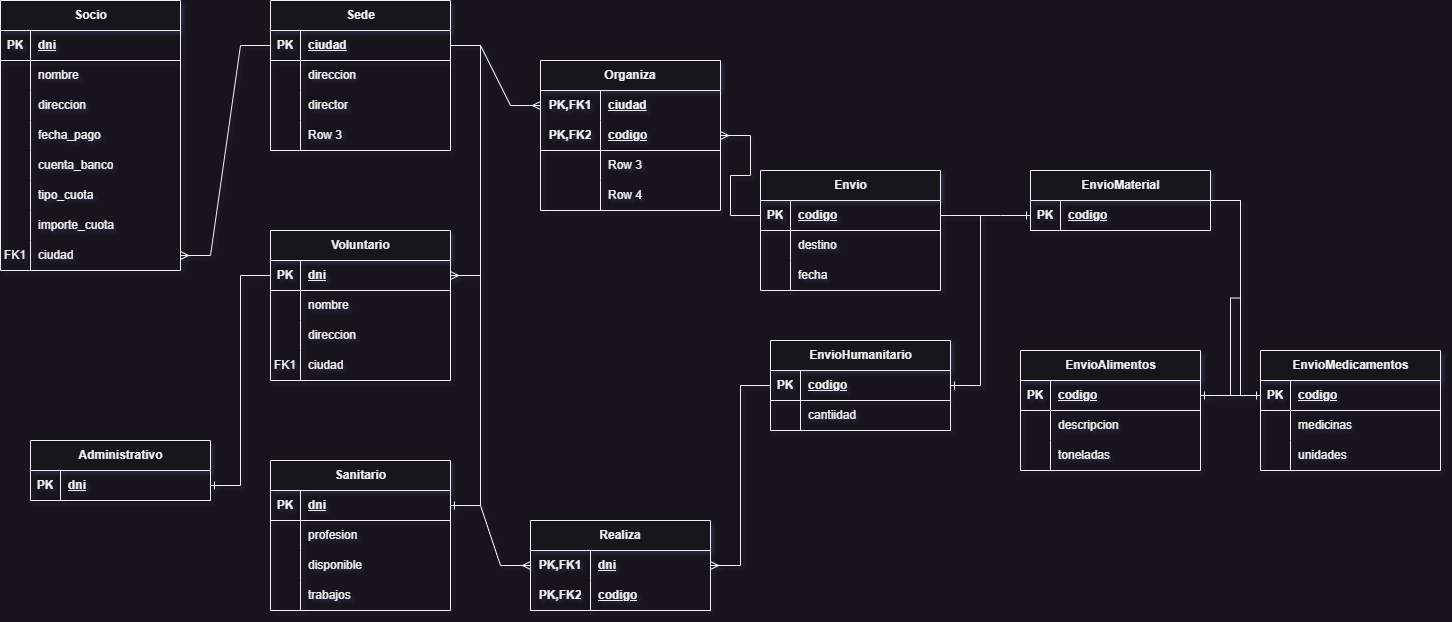 Socio
PK dni
nombre
direccion
fecha_pago
cuenta_banco
tipo_cuota
importe_cuota
FK1 ciudad
Sede
PK ciudad
direccion
director
Row 3
Organiza
PK,FK1 ciudad
PK,FK2 codigo
Row 3
Row 4
Envio
PK codigo
destino
fecha
EnvioMaterial
PK codigo
Voluntario
PK dni
nombre
direccion
FK1 ciudad
EnvioHumanitario
PK codigo
cantiidad
EnvioAlimentos
PK codigo
descripcion
toneladas
EnvioMedicamentos
PK codigo
medicinas
unidades
Administrativo
PK dni
Sanitario
PK dni
profesion
disponible
trabajos
Realiza
PK,FK1 dni
PK,FK2 codigo